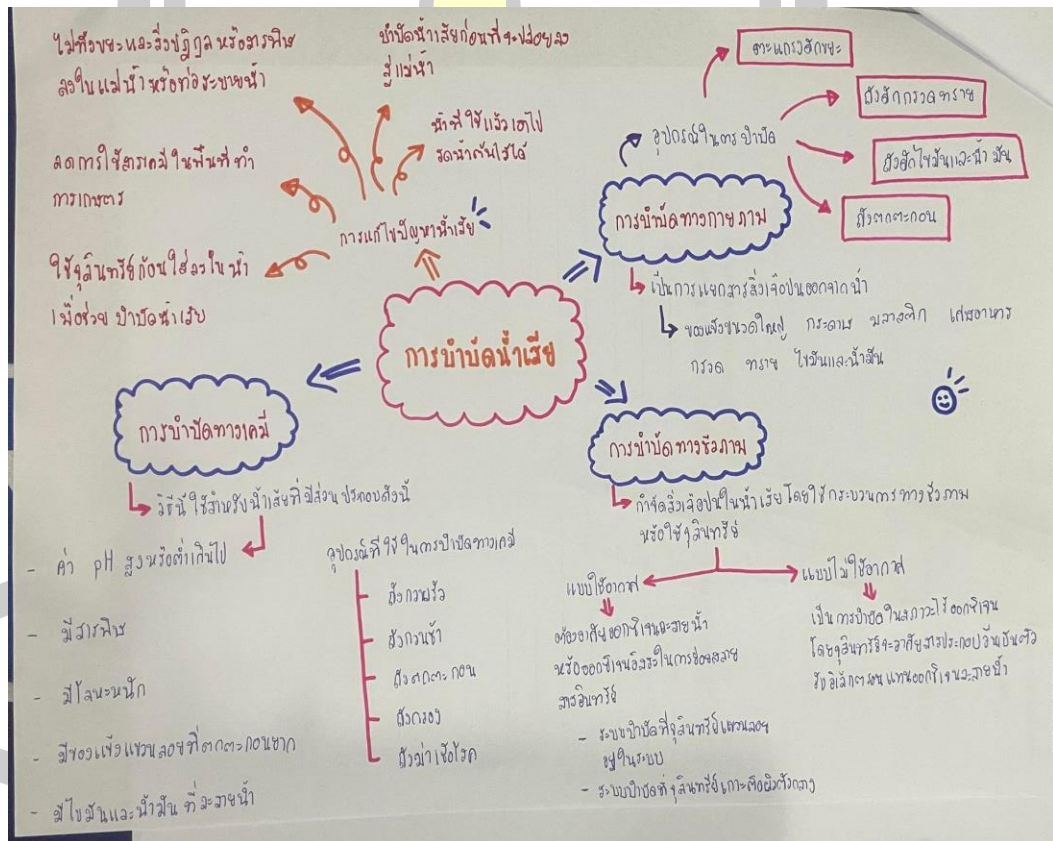 ไม่ทิ้งขยะและสิ่งปฏิกูล หรือสารพิษ
ลงในแม่น้ำหรือท่อระบายน้ำ
บำบัดน้ำเสียก่อนที่จะปล่อยลง
สู่แม่น้ำ
น้ำที่ใช้แล้วเอาไป
รดน้ำต้นไม้ได้
ลดการใช้สารเคมีในพื้นที่ทำ
การเกษตร
ใช้จุลินทรีย์ก้อนใส่ลงในน้ำ
เพื่อช่วย บำบัดน้ำเสีย
การแก้ไขปัญหาน้ำเสีย
การบำบัดน้ำเสีย
การบำบัดทางกายภาพ
อุปกรณ์ในการบำบัด
ตะแกรงดักขยะ
ถังดักกรวดทราย
ถังดักไขมันและน้ำมัน
ถังตกตะกอน
เป็นการแยกสารสิ่งเจือปนออกจากน้ำ
ของแข็งขนาดใหญ่ กระดาษ พลาสติก เศษอาหาร
กรวด ทราย ไขมันและน้ำมัน
การบำบัดทางเคมี
วิธีนี้ใช้สำหรับน้ำเสียที่มีส่วนประกอบดังนี้
- ค่า pH สูงหรือต่ำเกินไป
- มีสารพิษ
- มีโลหะหนัก
- มีของแข็งแขวนลอยที่ตกตะกอนยาก
- มีไขมันและน้ำมันที่ละลายน้ำ
อุปกรณ์ที่ใช้ในการบำบัดทางเคมี
ถังกวนเร็ว
ถังกวนช้า
ถังตกตะกอน
ถังกรอง
ถังฆ่าเชื้อโรค
การบำบัดทางชีวภาพ
กำจัดสิ่งเจือปนในน้ำเสียโดยใช้กระบวนการทางชีวภาพ
หรือใช้จุลินทรีย์
แบบใช้อากาศ
ต้องอาศัยออกซิเจนละลายน้ำ
หรือออกซิเจนอิสระในการย่อยสลาย
สารอินทรีย์
- ระบบบำบัดที่จุลินทรีย์แขวนลอย
อยู่ในระบบ
- ระบบบำบัดที่จุลินทรีย์เกาะติดผิวตัวกลาง
แบบไม่ใช้อากาศ
เป็นการบำบัดในสภาวะไร้ออกซิเจน
โดยจุลินทรีย์จะอาศัยสารประกอบอื่นเป็นตัว
รับอิเล็กตรอนแทนออกซิเจนละลายน้ำ